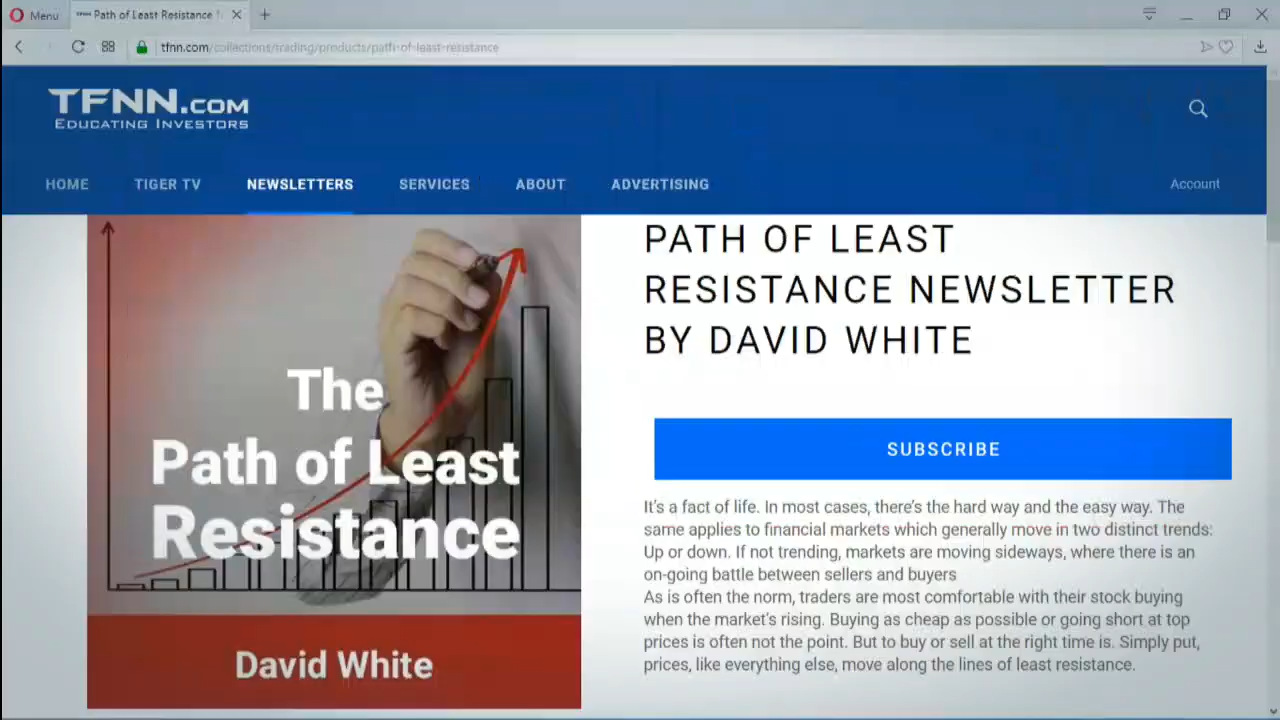 Menu
Path of Least Resistance
tfnn.com/collections/trading/products/path-of-least-resistance
TFNN.COM
EDUCATING INVESTORS
HOME
TIGER TV
NEWSLETTERS
SERVICES
ABOUT
ADVERTISING
Account
The
Path of Least
Resistance
David White
PATH OF LEAST
RESISTANCE NEWSLETTER
BY DAVID WHITE
SUBSCRIBE
It's a fact of life. In most cases, there's the hard way and the easy way. The
same applies to financial markets which generally move in two distinct trends:
Up or down. If not trending, markets are moving sideways, where there is an
on-going battle between sellers and buyers
As is often the norm, traders are most comfortable with their stock buying
when the market's rising. Buying as cheap as possible or going short at top
prices is often not the point. But to buy or sell at the right time is. Simply put,
prices, like everything else, move along the lines of least resistance.